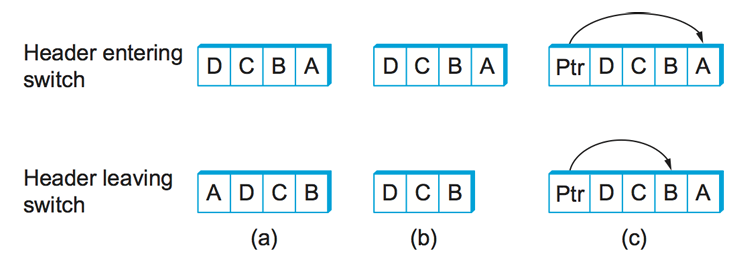 Header entering
switch
D C B A
D C B A
Ptr D C B A
Header leaving
switch
A D C B
D C B
Ptr D C B A
(a)
(b)
(c)